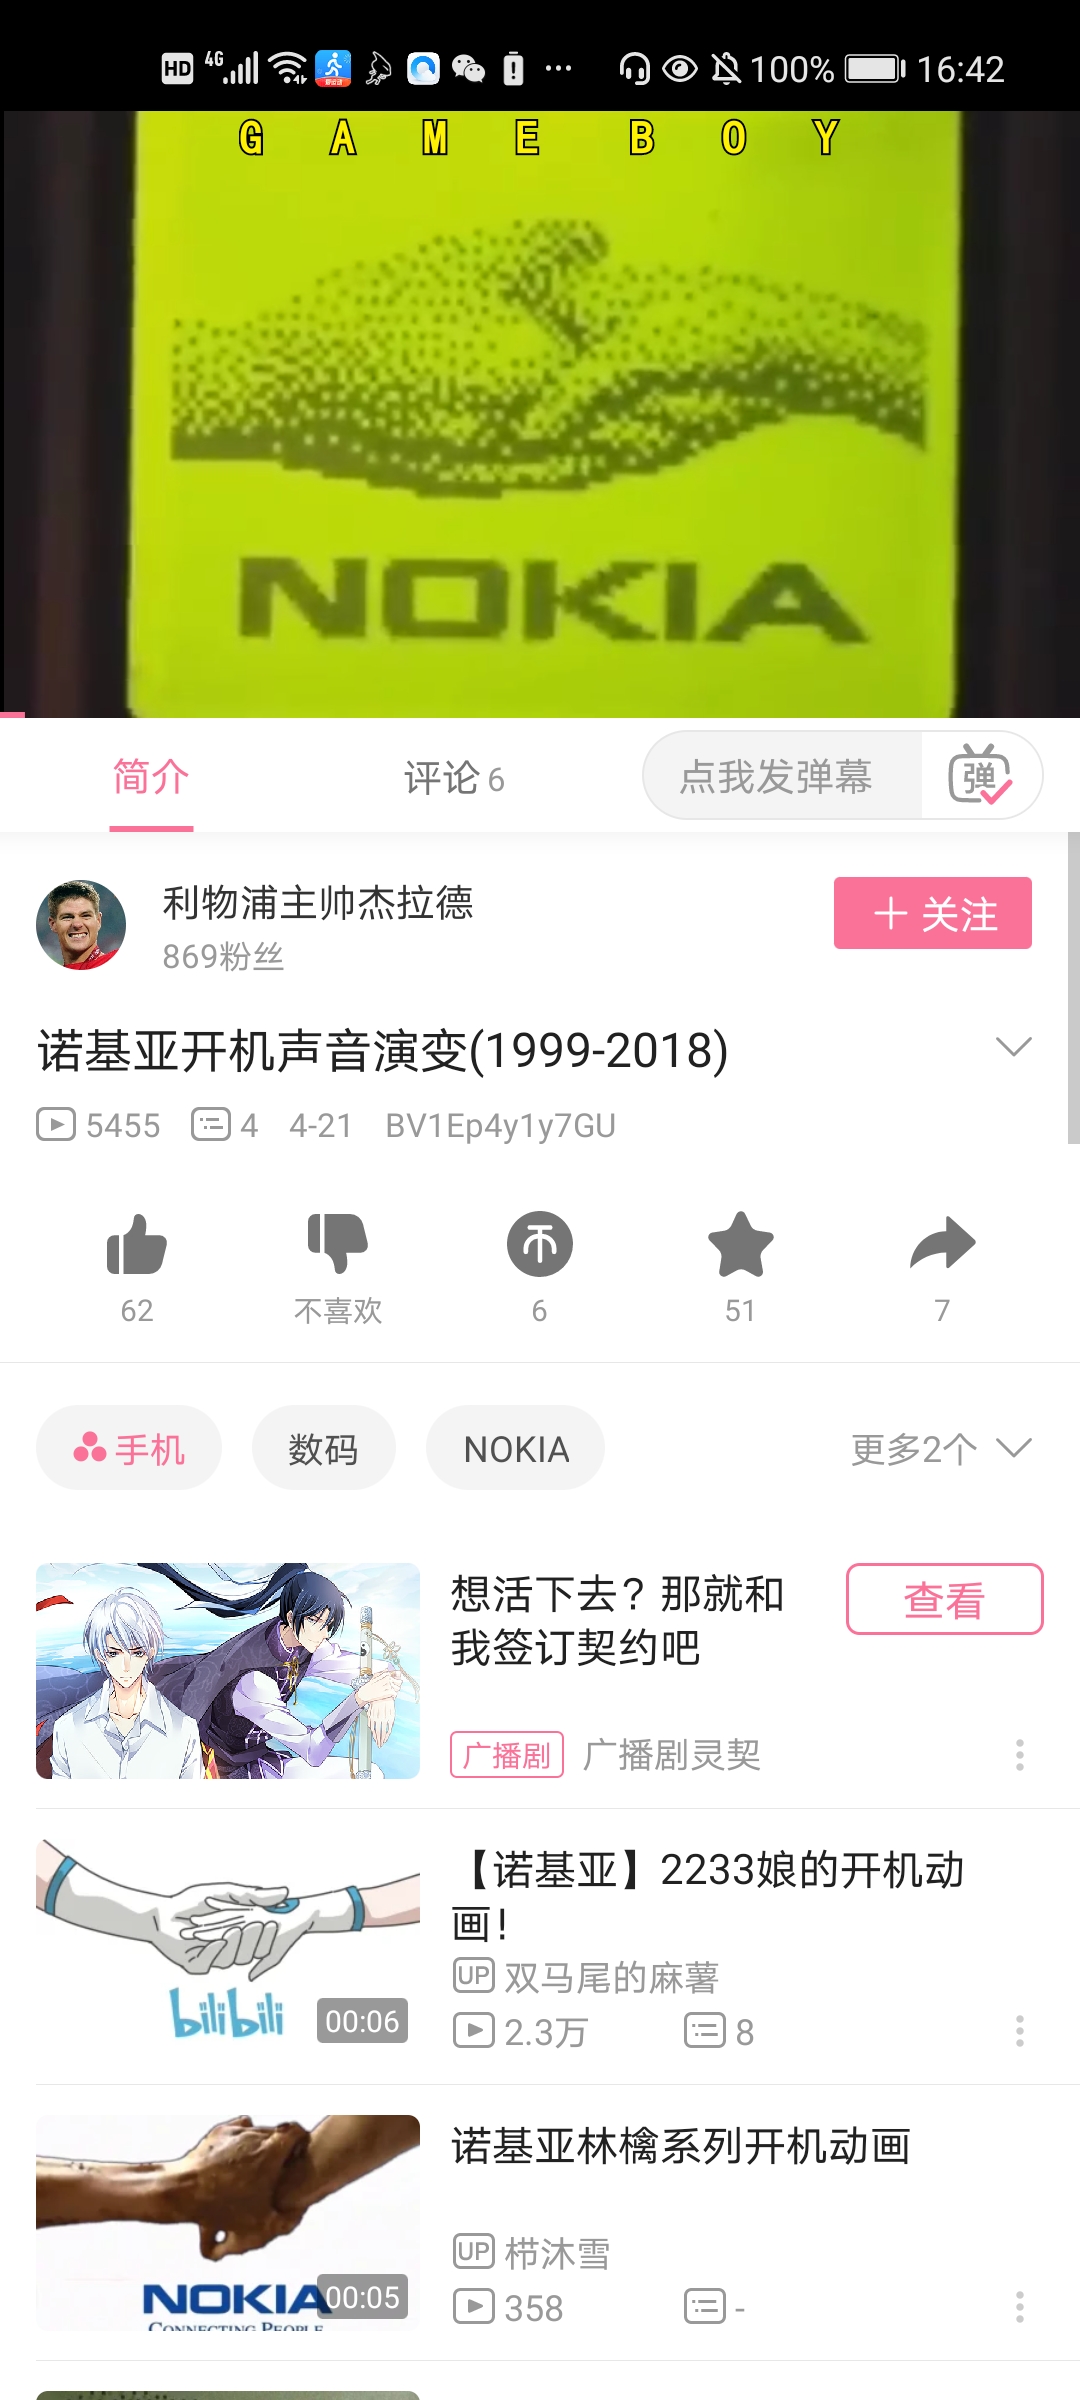 HD 4G 100% 16:42
G A M E B O Y
NOKIA
简介 评论 6 点我发弹幕 弹
利物浦主帅杰拉德
869粉丝
+ 关注
诺基亚开机声音演变(1999-2018)
5455 4 4-21 BV1Ep4y1y7GU
62 不喜欢 6 51 7
手机 数码 NOKIA 更多2个
想活下去？那就和
我签订契约吧
查看
广播剧 广播剧灵契
bilibili
00:06
【诺基亚】2233娘的开机动
画！
UP 双马尾的麻薯
2.3万 8
NOKIA
CONNECTING PEOPLE
00:05
诺基亚林檎系列开机动画
UP 栉沐雪
358 -